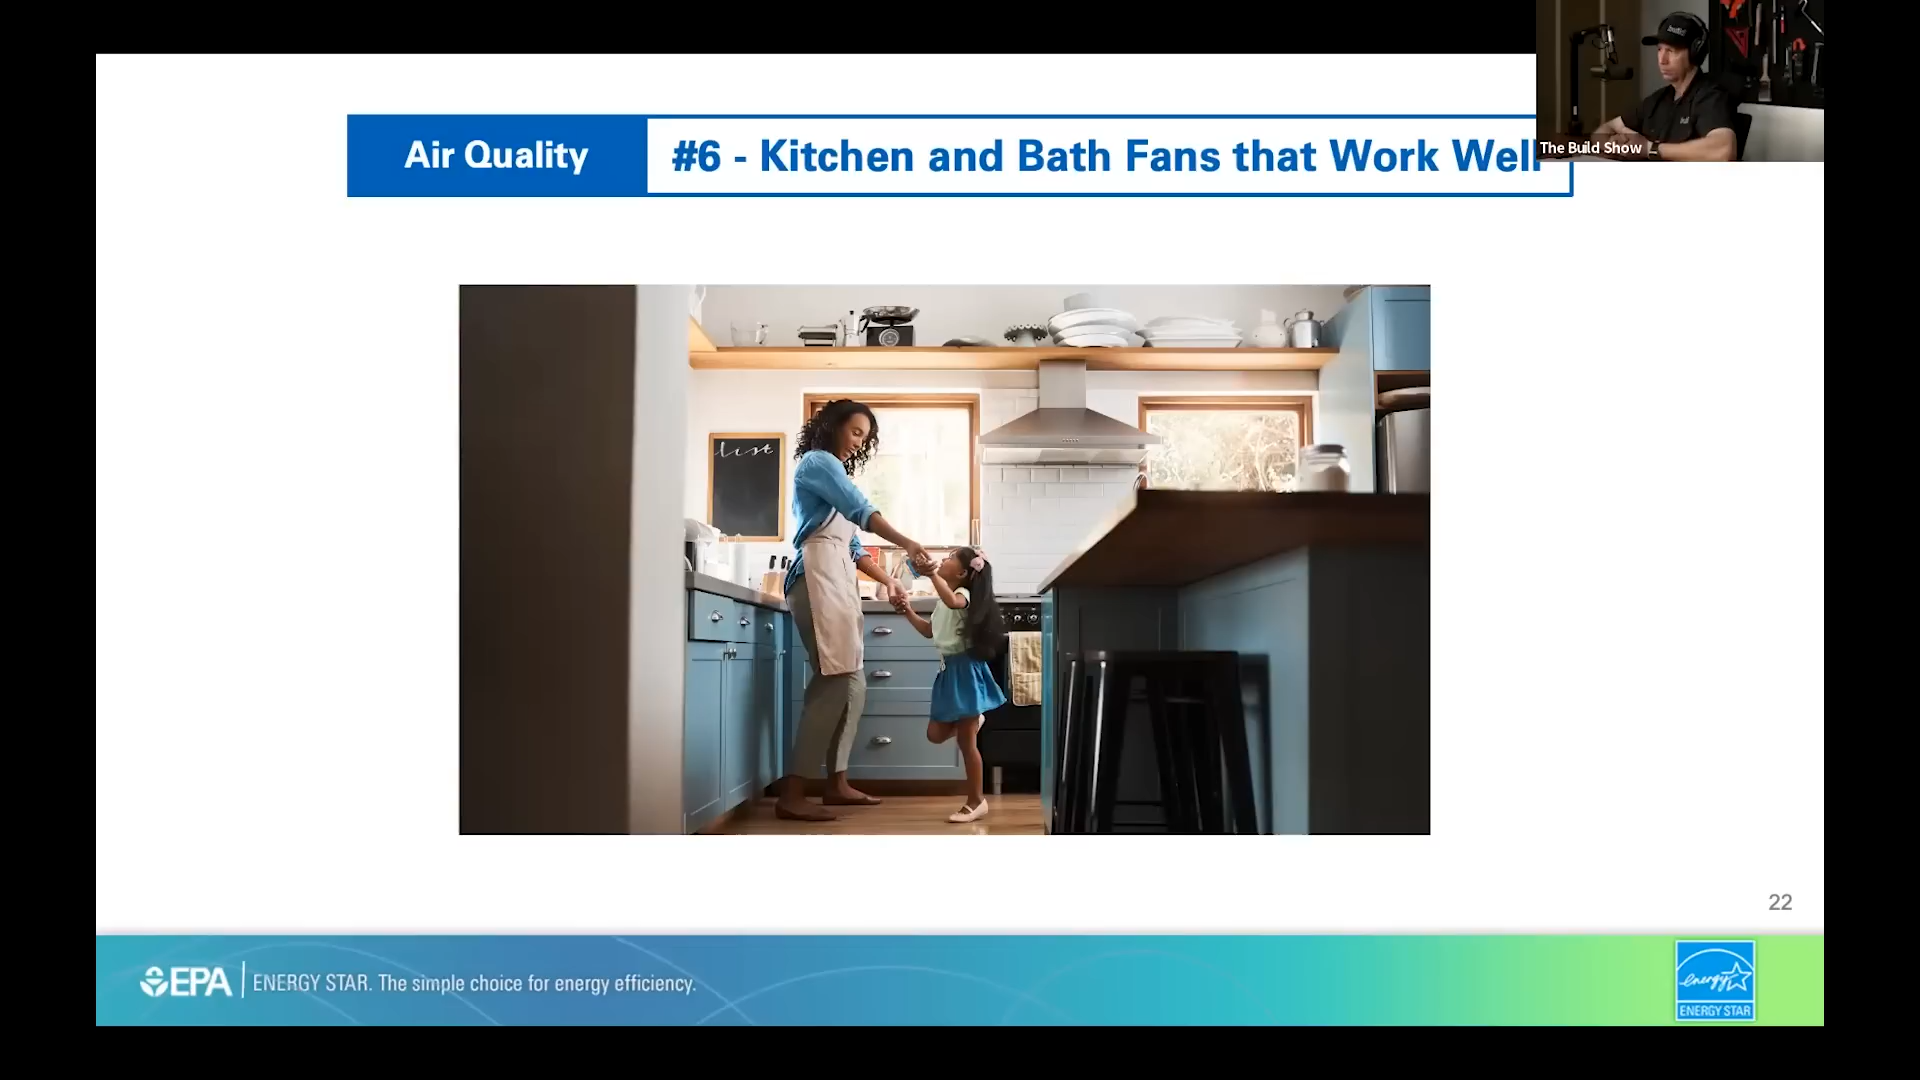 Air Quality
#6 - Kitchen and Bath Fans that Work Well
The Build Show
list
22
EPA
ENERGY STAR. The simple choice for energy efficiency.
energy
ENERGY STAR